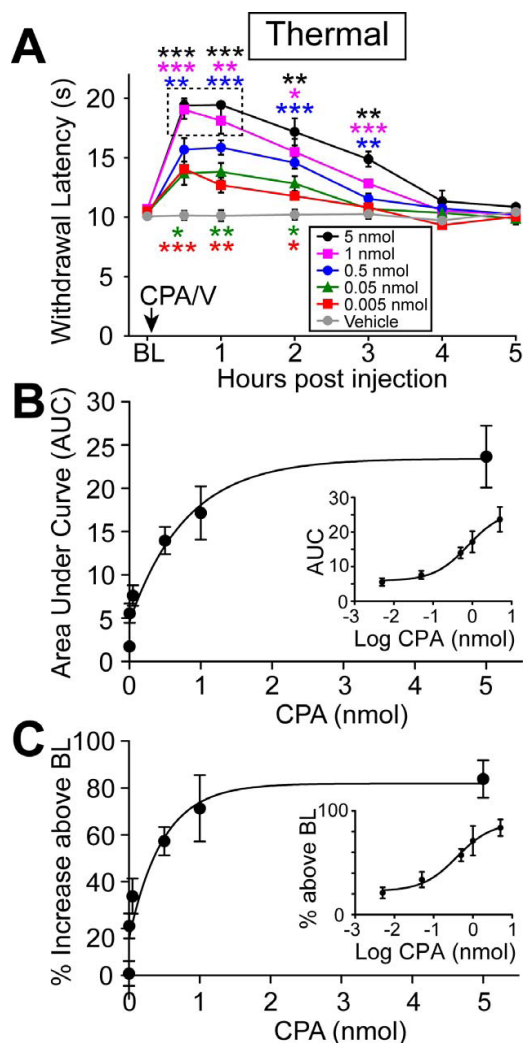 A
Thermal
*** ***
*** ** **
** *** * **
*** ***
**
Withdrawal Latency (s)
20
15
10
5
0
* ** *
*** ** *
CPA/V
5 nmol
1 nmol
0.5 nmol
0.05 nmol
0.005 nmol
Vehicle
BL 1 2 3 4 5
Hours post injection
B
Area Under Curve (AUC)
30
25
20
15
10
5
0
0 1 2 3 4 5
CPA (nmol)
AUC
30
20
10
0
-3 -2 -1 0 1
Log CPA (nmol)
C
% Increase above BL
100
80
60
40
20
0
0 1 2 3 4 5
CPA (nmol)
% above BL
100
0
-3 -2 -1 0 1
Log CPA (nmol)